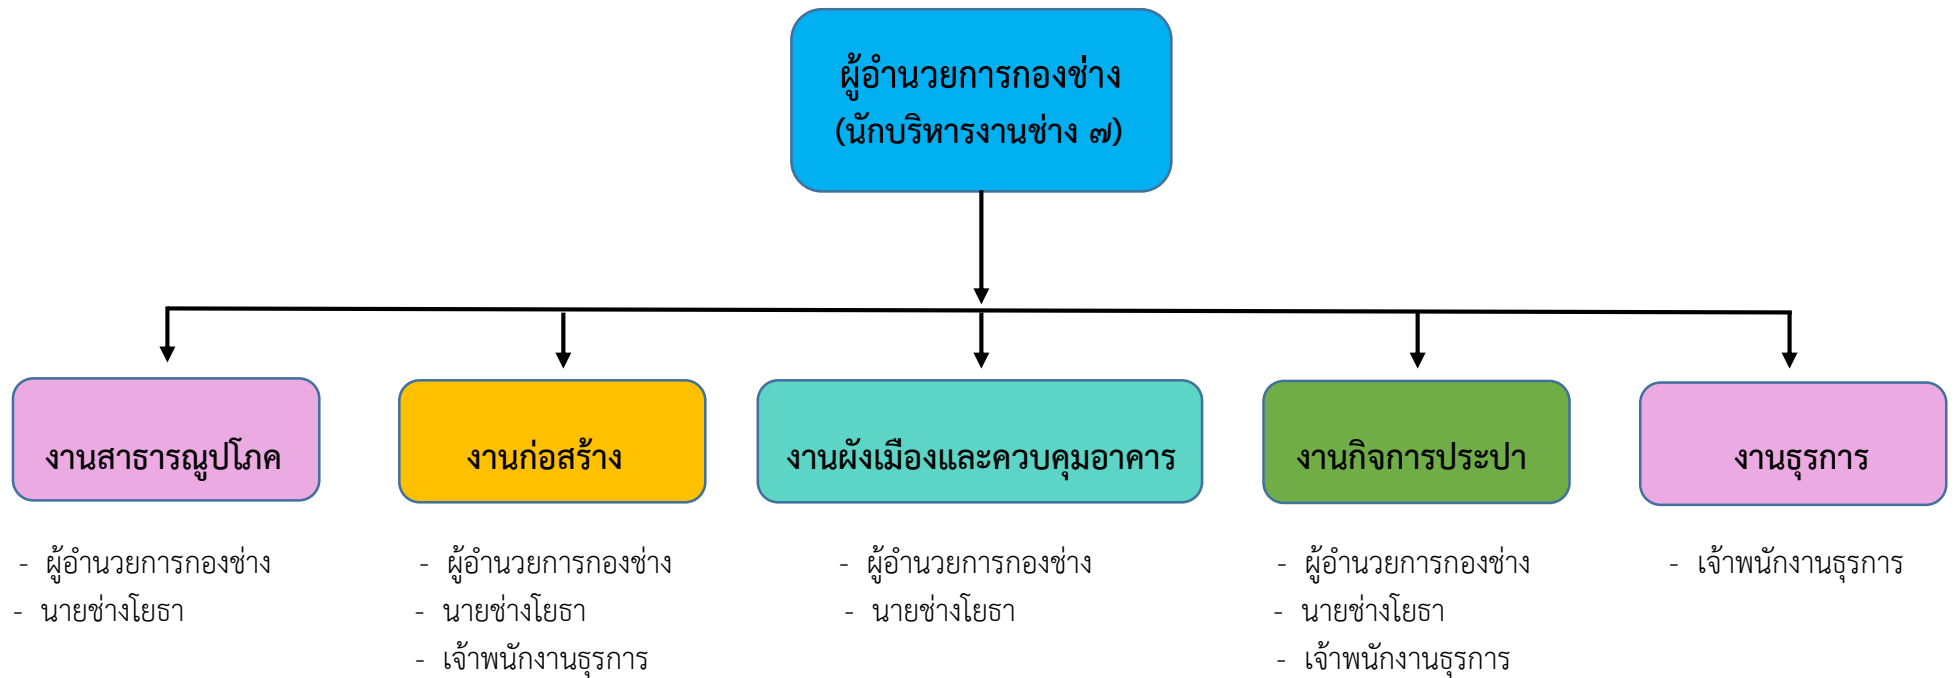 ผู้อำนวยการกองช่าง
(นักบริหารงานช่าง ๗)
งานสาธารณูปโภค
งานก่อสร้าง
งานผังเมืองและควบคุมอาคาร
งานกิจการประปา
งานธุรการ
- ผู้อำนวยการกองช่าง
- นายช่างโยธา
- ผู้อำนวยการกองช่าง
- นายช่างโยธา
- เจ้าพนักงานธุรการ
- ผู้อำนวยการกองช่าง
- นายช่างโยธา
- ผู้อำนวยการกองช่าง
- นายช่างโยธา
- เจ้าพนักงานธุรการ
- เจ้าพนักงานธุรการ